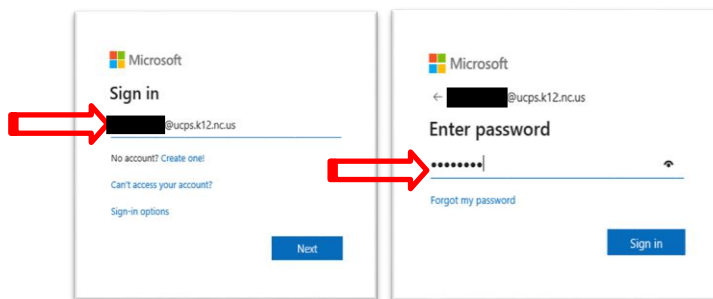 Microsoft
Sign in
@ucps.k12.nc.us
No account? Create one!
Can't access your account?
Sign-in options
Next
Microsoft
← @ucps.k12.nc.us
Enter password
••••••••
Forgot my password
Sign in